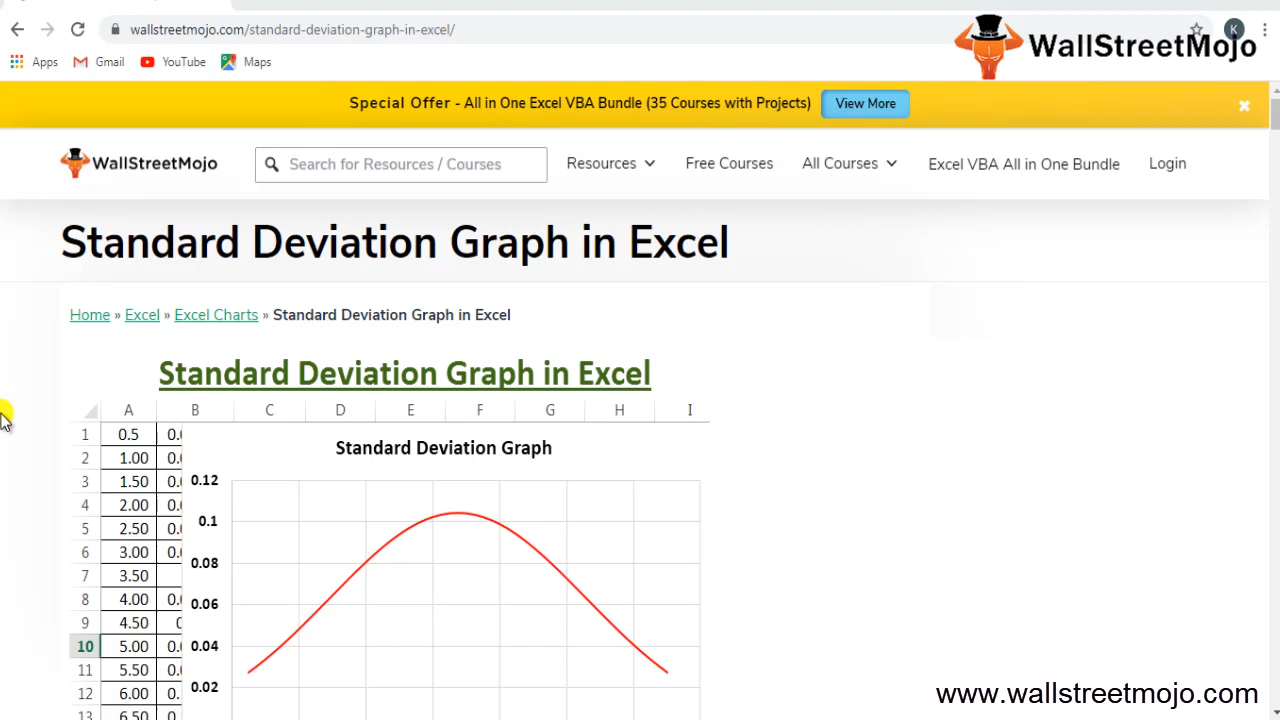 wallstreetmojo.com/standard-deviation-graph-in-excel/
K
WallStreetMojo
Apps Gmail YouTube Maps
Special Offer - All in One Excel VBA Bundle (35 Courses with Projects) View More
WallStreetMojo Search for Resources / Courses Resources Free Courses All Courses Excel VBA All in One Bundle Login
Standard Deviation Graph in Excel
Home » Excel » Excel Charts » Standard Deviation Graph in Excel
Standard Deviation Graph in Excel
A B C D E F G H I
1 0.5
Standard Deviation Graph
2 1.00
3 1.50 0.12
4 2.00
5 2.50 0.1
6 3.00 0.08
7 3.50
8 4.00 0.06
9 4.50
10 5.00 0.04
11 5.50
12 6.00 0.02
13 6.50
www.wallstreetmojo.com